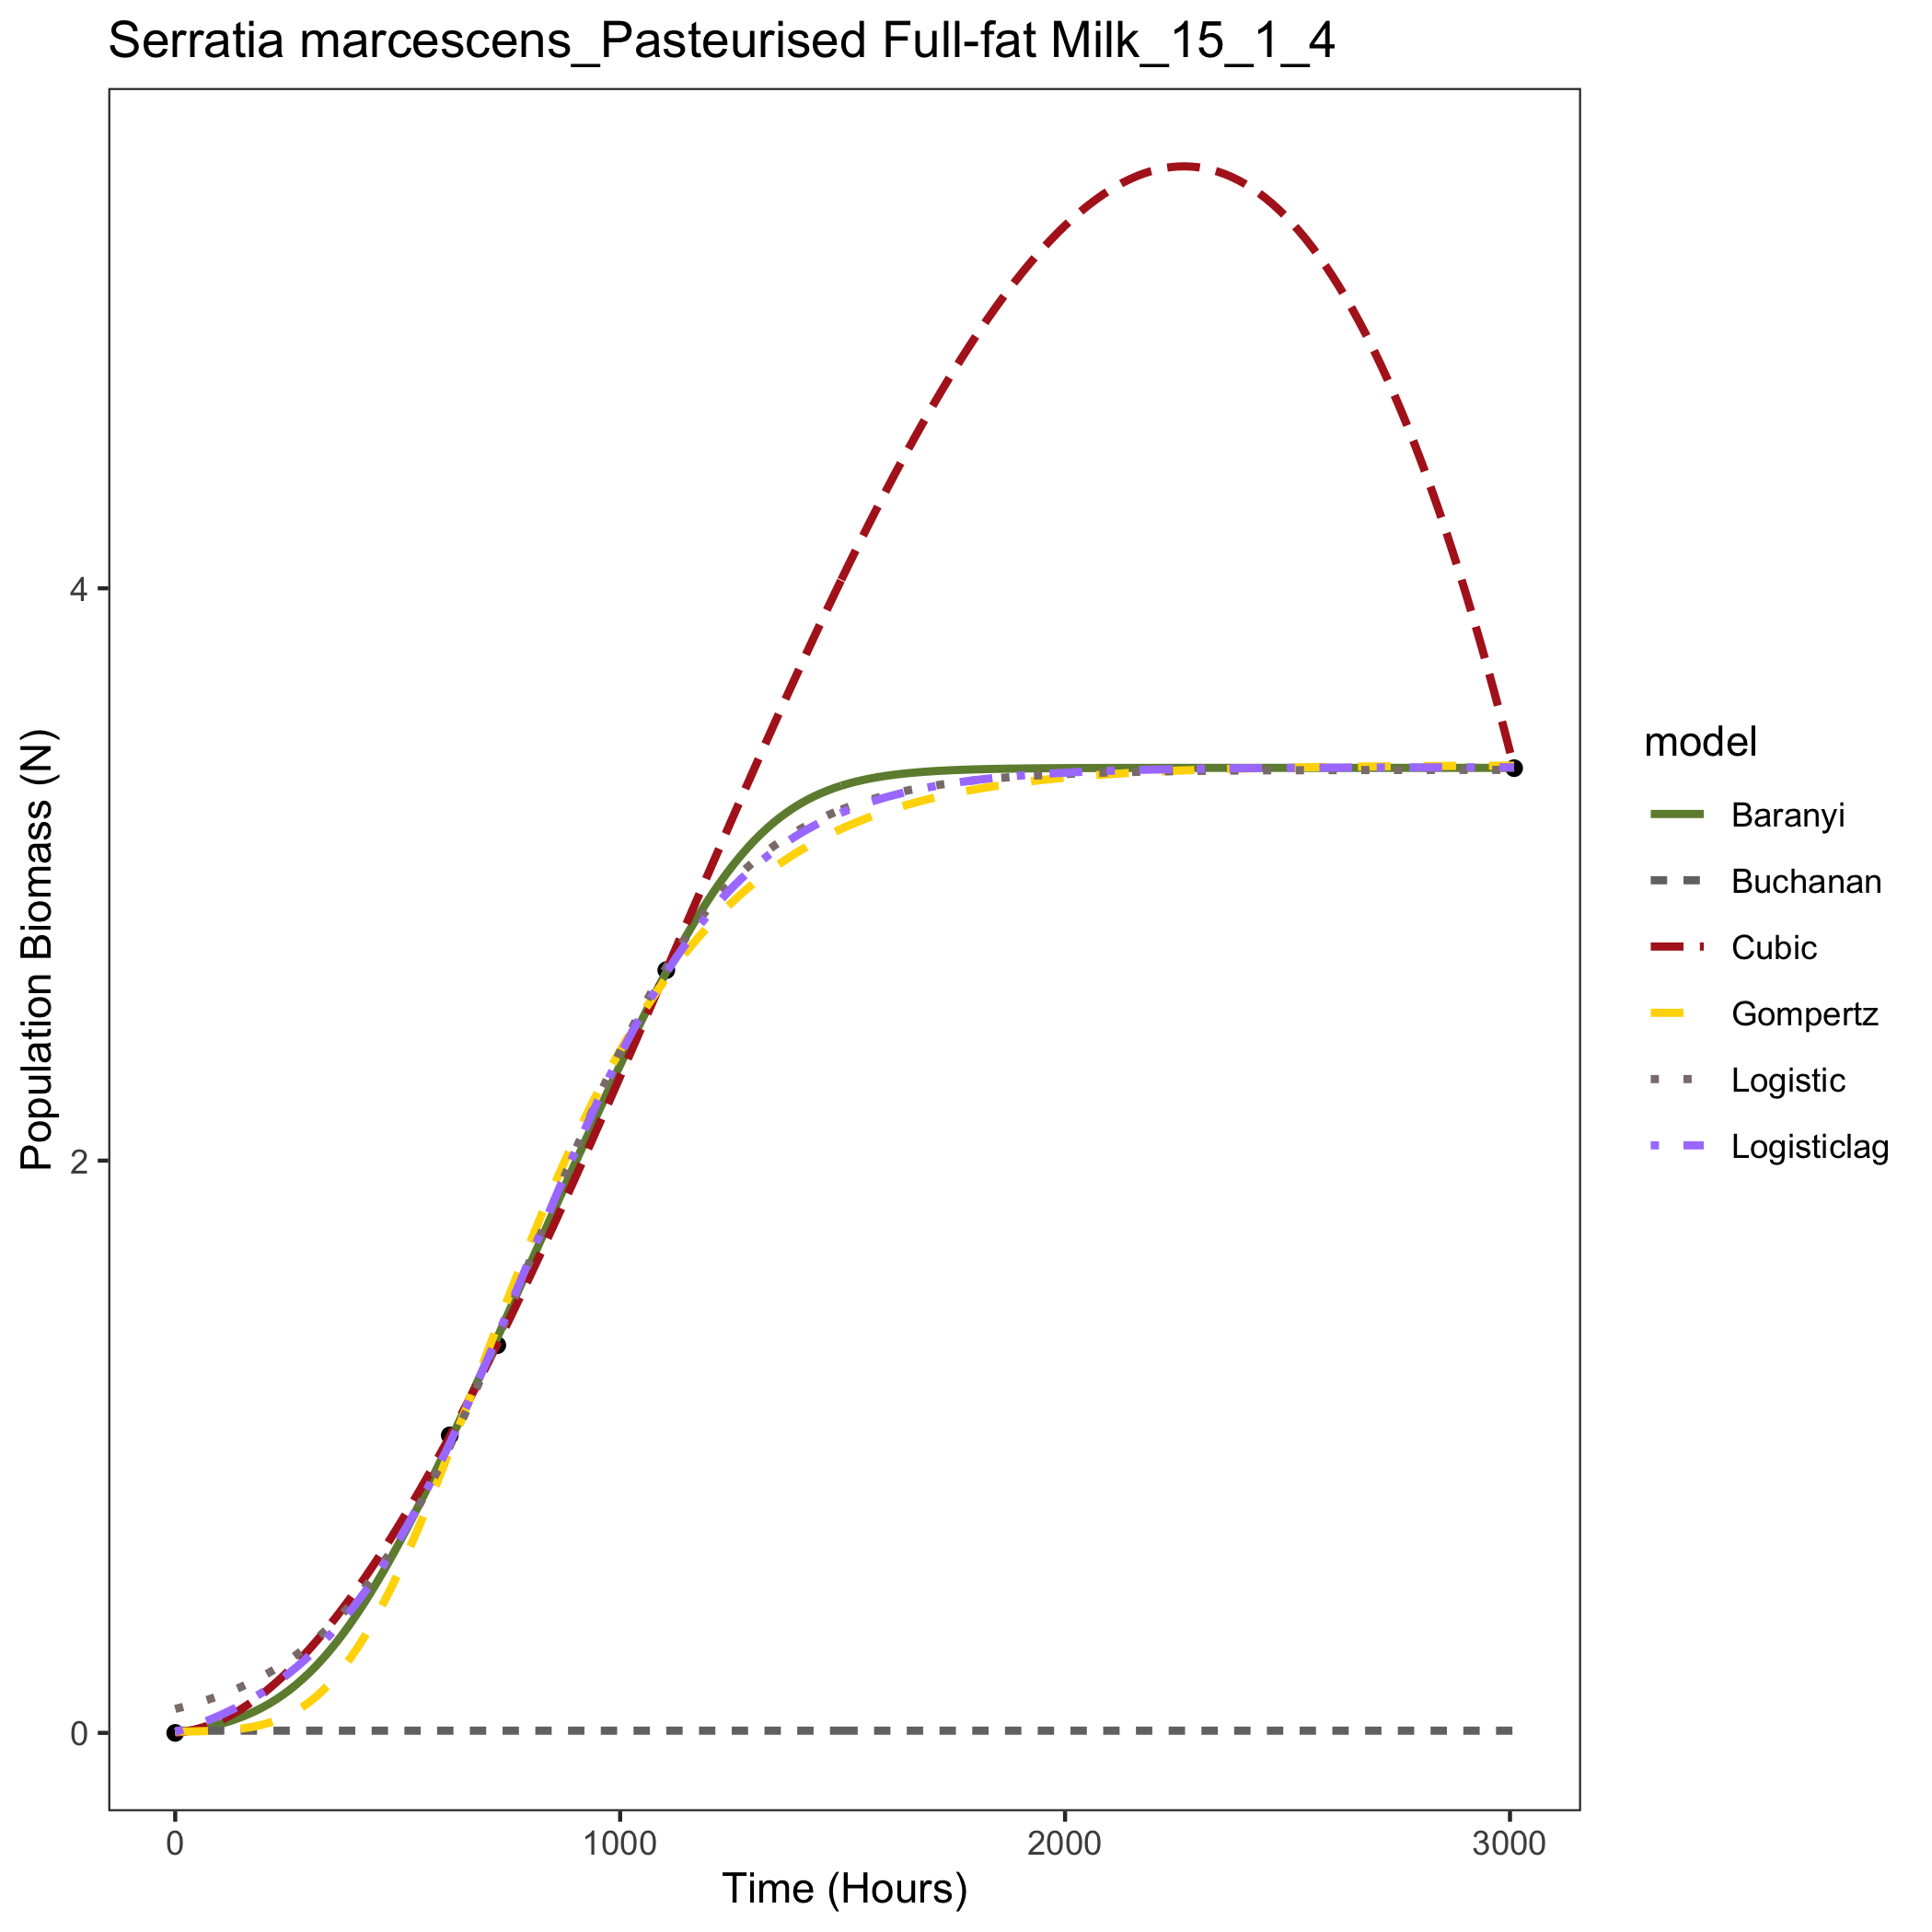 Serratia marcescens_Pasteurised Full-fat Milk_15_1_4
Population Biomass (N)
4
2
0
0 1000 2000 3000
Time (Hours)
model
Baranyi
Buchanan
Cubic
Gompertz
Logistic
Logisticlag